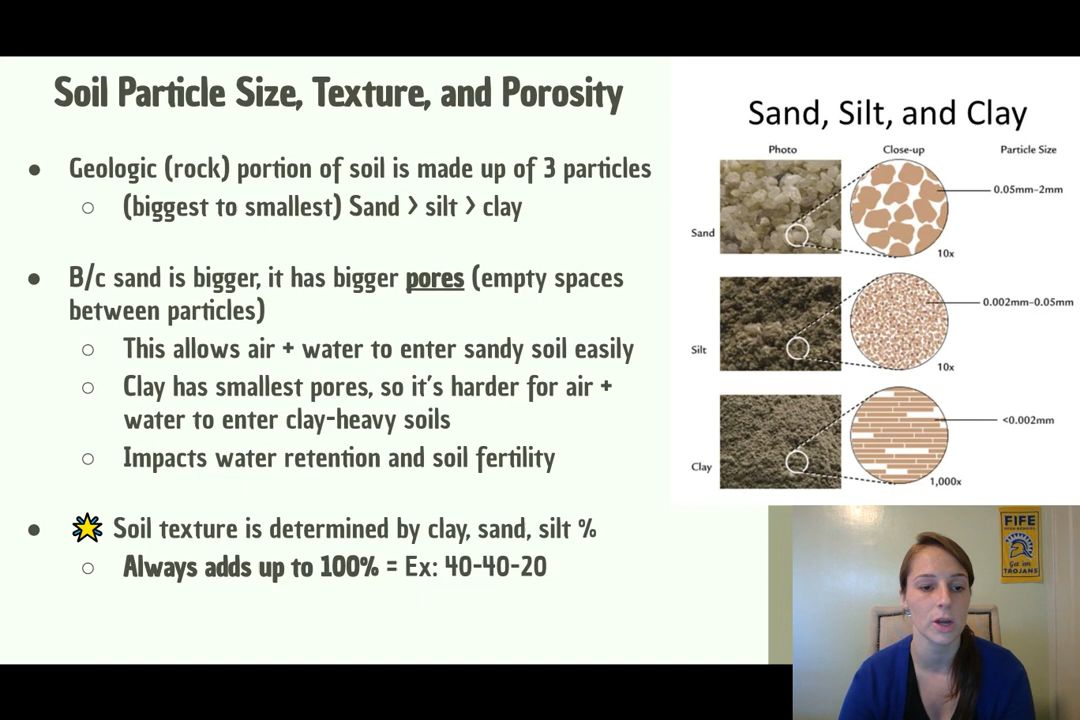 Soil Particle Size, Texture, and Porosity
● Geologic (rock) portion of soil is made up of 3 particles
○ (biggest to smallest) Sand > silt > clay
● B/c sand is bigger, it has bigger pores (empty spaces
between particles)
○ This allows air + water to enter sandy soil easily
○ Clay has smallest pores, so it's harder for air +
water to enter clay-heavy soils
○ Impacts water retention and soil fertility
● Soil texture is determined by clay, sand, silt %
○ Always adds up to 100% = Ex: 40-40-20
Sand, Silt, and Clay
Photo Close-up Particle Size
0.05mm–2mm
Sand
10x
0.002mm–0.05mm
Silt
10x
<0.002mm
Clay
1,000x
FIFE
Get 'em
TROJANS